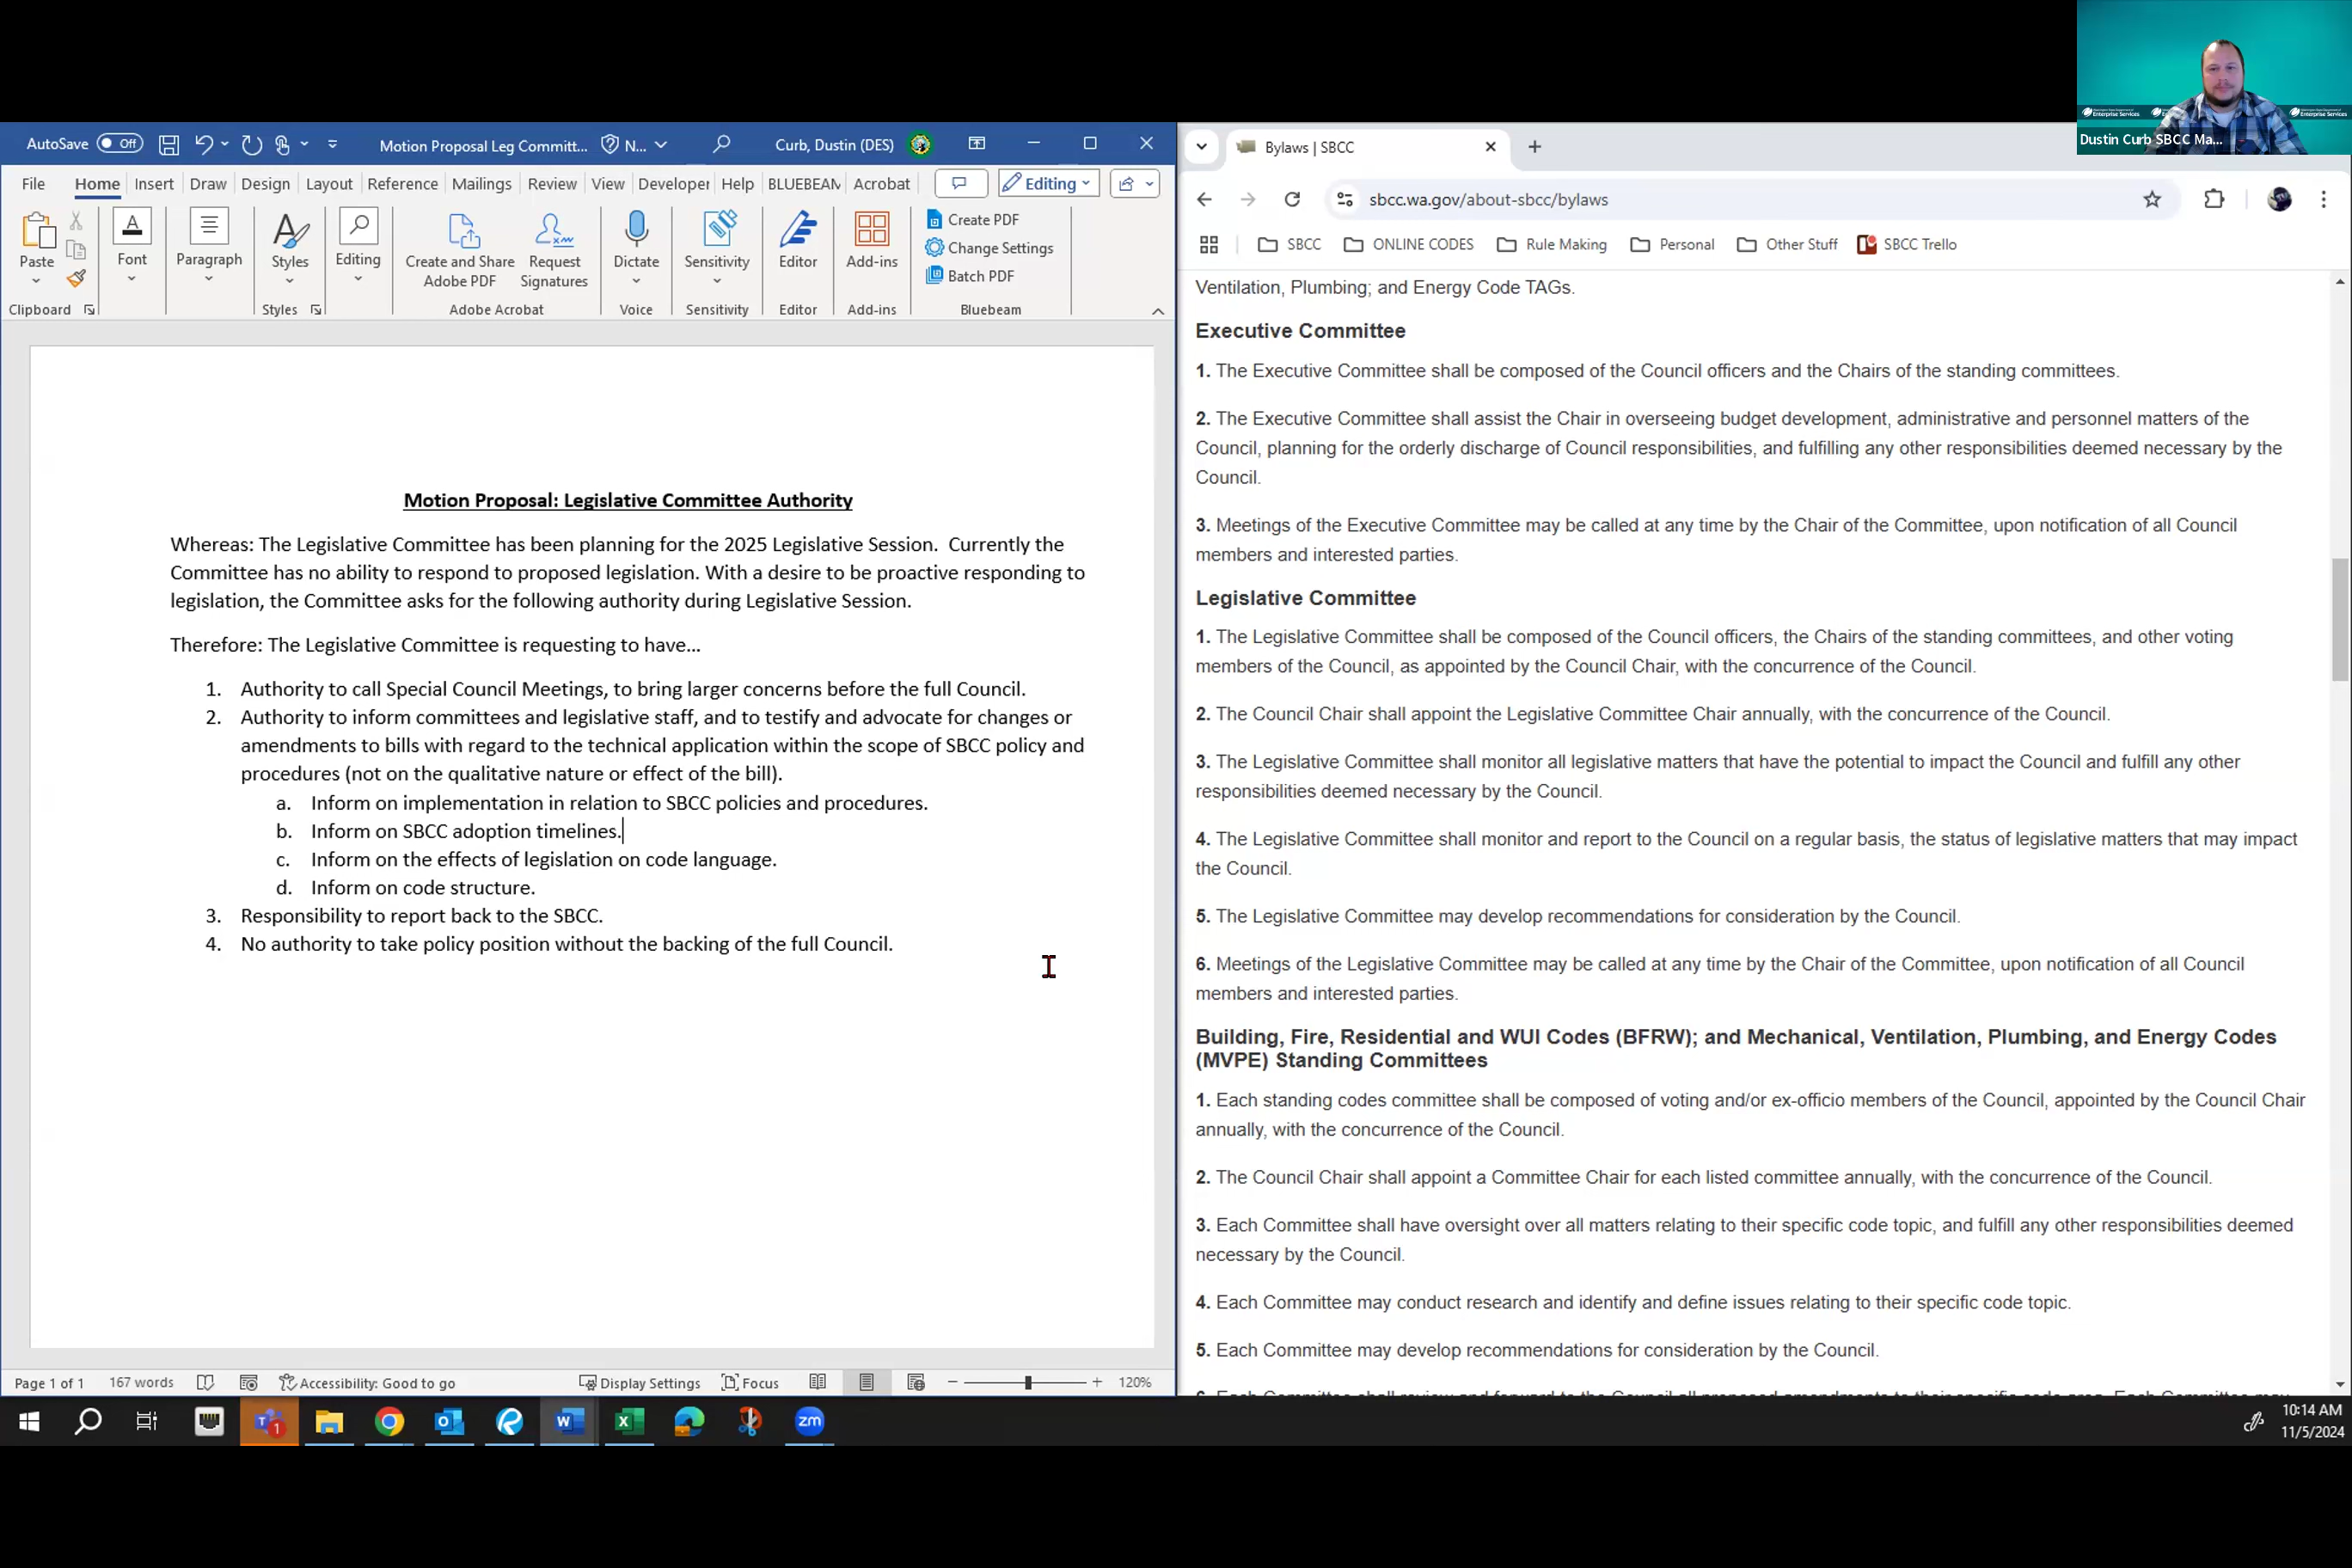 Enterprise Services
Enterprise Services
Dustin Curb SBCC Ma...
AutoSave Off Motion Proposal Leg Committ... N... Curb, Dustin (DES)
File Home Insert Draw Design Layout Reference Mailings Review View Developer Help BLUEBEAM Acrobat Editing
Paste Font Paragraph Styles Editing Create and Share Adobe PDF Request Signatures Dictate Sensitivity Editor Add-ins
Create PDF
Change Settings
Batch PDF
Clipboard Styles Adobe Acrobat Voice Sensitivity Editor Add-ins Bluebeam
Motion Proposal: Legislative Committee Authority
Whereas: The Legislative Committee has been planning for the 2025 Legislative Session. Currently the
Committee has no ability to respond to proposed legislation. With a desire to be proactive responding to
legislation, the Committee asks for the following authority during Legislative Session.
Therefore: The Legislative Committee is requesting to have...
1. Authority to call Special Council Meetings, to bring larger concerns before the full Council.
2. Authority to inform committees and legislative staff, and to testify and advocate for changes or
amendments to bills with regard to the technical application within the scope of SBCC policy and
procedures (not on the qualitative nature or effect of the bill).
a. Inform on implementation in relation to SBCC policies and procedures.
b. Inform on SBCC adoption timelines.
c. Inform on the effects of legislation on code language.
d. Inform on code structure.
3. Responsibility to report back to the SBCC.
4. No authority to take policy position without the backing of the full Council.
Page 1 of 1 167 words Accessibility: Good to go Display Settings Focus 120%
Bylaws | SBCC
sbcc.wa.gov/about-sbcc/bylaws
SBCC ONLINE CODES Rule Making Personal Other Stuff SBCC Trello
Ventilation, Plumbing; and Energy Code TAGs.
Executive Committee
1. The Executive Committee shall be composed of the Council officers and the Chairs of the standing committees.
2. The Executive Committee shall assist the Chair in overseeing budget development, administrative and personnel matters of the
Council, planning for the orderly discharge of Council responsibilities, and fulfilling any other responsibilities deemed necessary by the
Council.
3. Meetings of the Executive Committee may be called at any time by the Chair of the Committee, upon notification of all Council
members and interested parties.
Legislative Committee
1. The Legislative Committee shall be composed of the Council officers, the Chairs of the standing committees, and other voting
members of the Council, as appointed by the Council Chair, with the concurrence of the Council.
2. The Council Chair shall appoint the Legislative Committee Chair annually, with the concurrence of the Council.
3. The Legislative Committee shall monitor all legislative matters that have the potential to impact the Council and fulfill any other
responsibilities deemed necessary by the Council.
4. The Legislative Committee shall monitor and report to the Council on a regular basis, the status of legislative matters that may impact
the Council.
5. The Legislative Committee may develop recommendations for consideration by the Council.
6. Meetings of the Legislative Committee may be called at any time by the Chair of the Committee, upon notification of all Council
members and interested parties.
Building, Fire, Residential and WUI Codes (BFRW); and Mechanical, Ventilation, Plumbing, and Energy Codes
(MVPE) Standing Committees
1. Each standing codes committee shall be composed of voting and/or ex-officio members of the Council, appointed by the Council Chair
annually, with the concurrence of the Council.
2. The Council Chair shall appoint a Committee Chair for each listed committee annually, with the concurrence of the Council.
3. Each Committee shall have oversight over all matters relating to their specific code topic, and fulfill any other responsibilities deemed
necessary by the Council.
4. Each Committee may conduct research and identify and define issues relating to their specific code topic.
5. Each Committee may develop recommendations for consideration by the Council.
6. Each Committee shall review and forward to the Council all proposed amendments to their specific code area. Each Committee may
zm
10:14 AM
11/5/2024